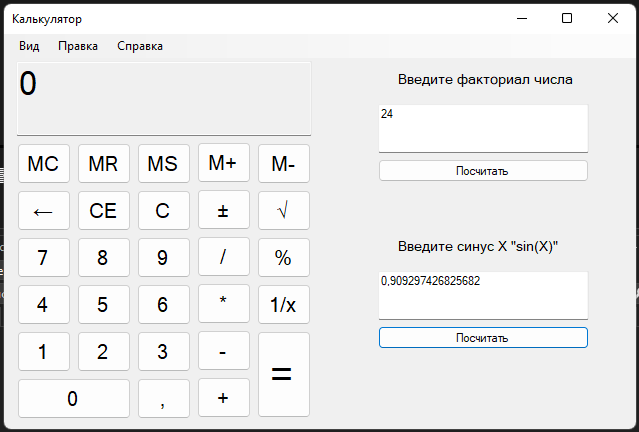 Калькулятор
Вид Правка Справка
0
MC MR MS M+ M-
← CE C ± √
7 8 9 / %
4 5 6 * 1/x
1 2 3 - =
0 , +
Введите факториал числа
24
Посчитать
Введите синус X "sin(X)"
0,909297426825682
Посчитать